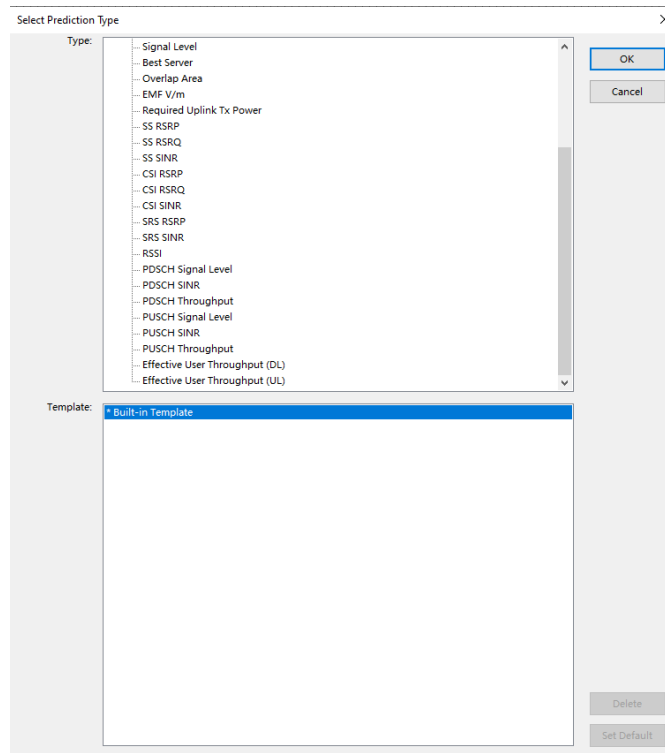 Select Prediction Type
Type:
Signal Level
Best Server
Overlap Area
EMF V/m
Required Uplink Tx Power
SS RSRP
SS RSRQ
SS SINR
CSI RSRP
CSI RSRQ
CSI SINR
SRS RSRP
SRS SINR
RSSI
PDSCH Signal Level
PDSCH SINR
PDSCH Throughput
PUSCH Signal Level
PUSCH SINR
PUSCH Throughput
Effective User Throughput (DL)
Effective User Throughput (UL)
OK
Cancel
Template:
* Built-in Template
Delete
Set Default